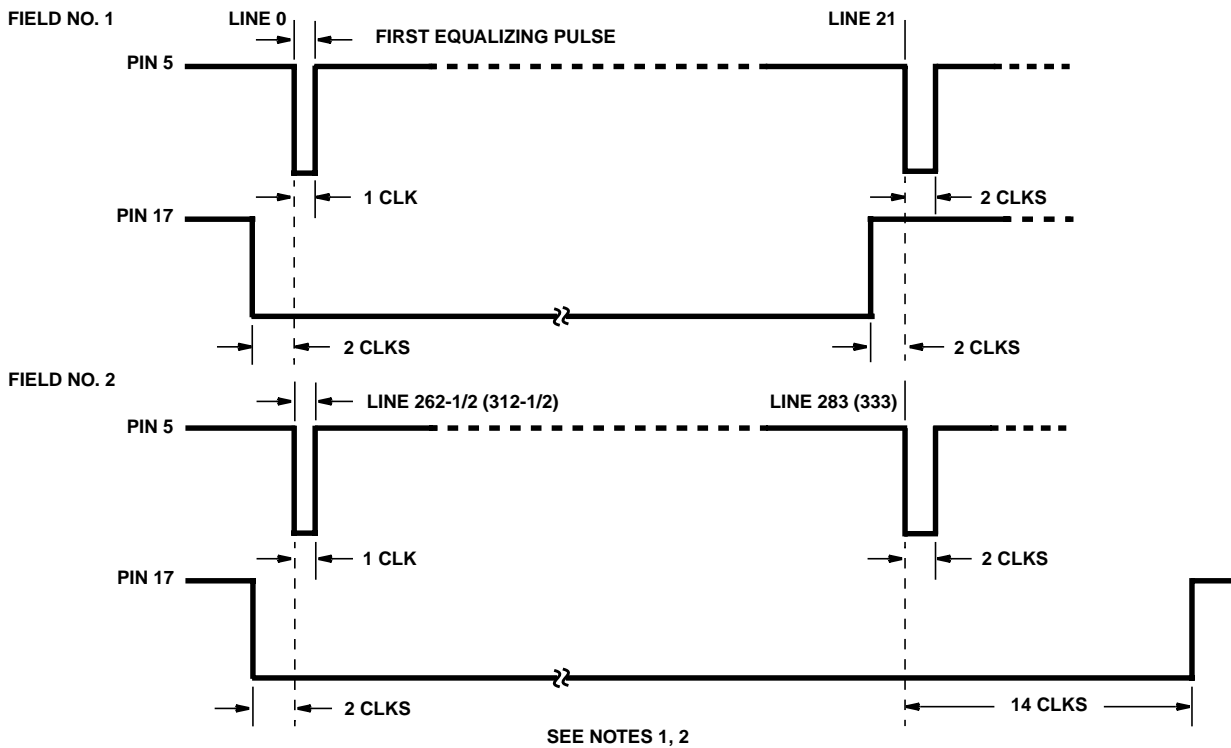 FIELD NO. 1
LINE 0
LINE 21
FIRST EQUALIZING PULSE
PIN 5
1 CLK
2 CLKS
PIN 17
2 CLKS
2 CLKS
FIELD NO. 2
LINE 262-1/2 (312-1/2)
LINE 283 (333)
PIN 5
1 CLK
2 CLKS
PIN 17
2 CLKS
14 CLKS
SEE NOTES 1, 2